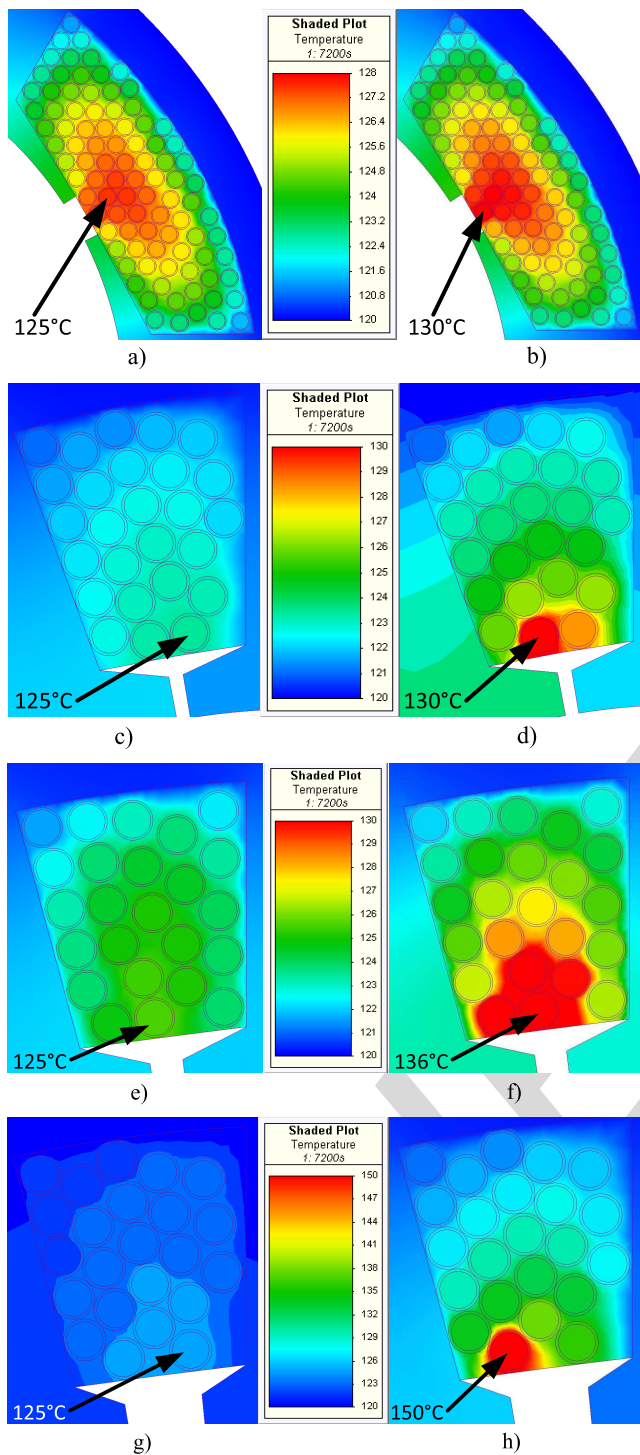 Shaded Plot
Temperature
1: 7200s
128
127.2
126.4
125.6
124.8
124
123.2
122.4
121.6
120.8
120
125°C
130°C
a)
b)
Shaded Plot
Temperature
1: 7200s
130
129
128
127
126
125
124
123
122
121
120
125°C
130°C
c)
d)
Shaded Plot
Temperature
1: 7200s
130
129
128
127
126
125
124
123
122
121
120
125°C
136°C
e)
f)
Shaded Plot
Temperature
1: 7200s
150
147
144
141
138
135
132
129
126
123
120
125°C
150°C
g)
h)